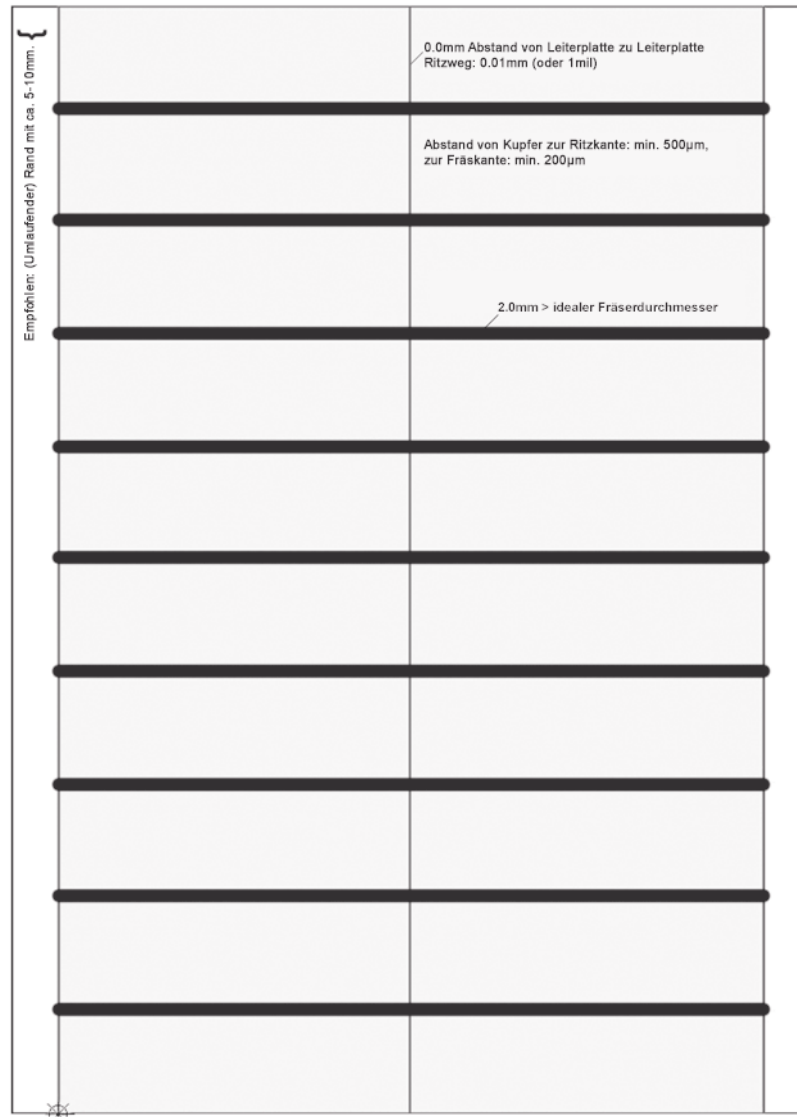 Empfohlen: (Umlaufender) Rand mit ca. 5-10mm.
0.0mm Abstand von Leiterplatte zu Leiterplatte
Ritzweg: 0.01mm (oder 1mil)
Abstand von Kupfer zur Ritzkante: min. 500µm,
zur Fräskante: min. 200µm
2.0mm > idealer Fräserdurchmesser